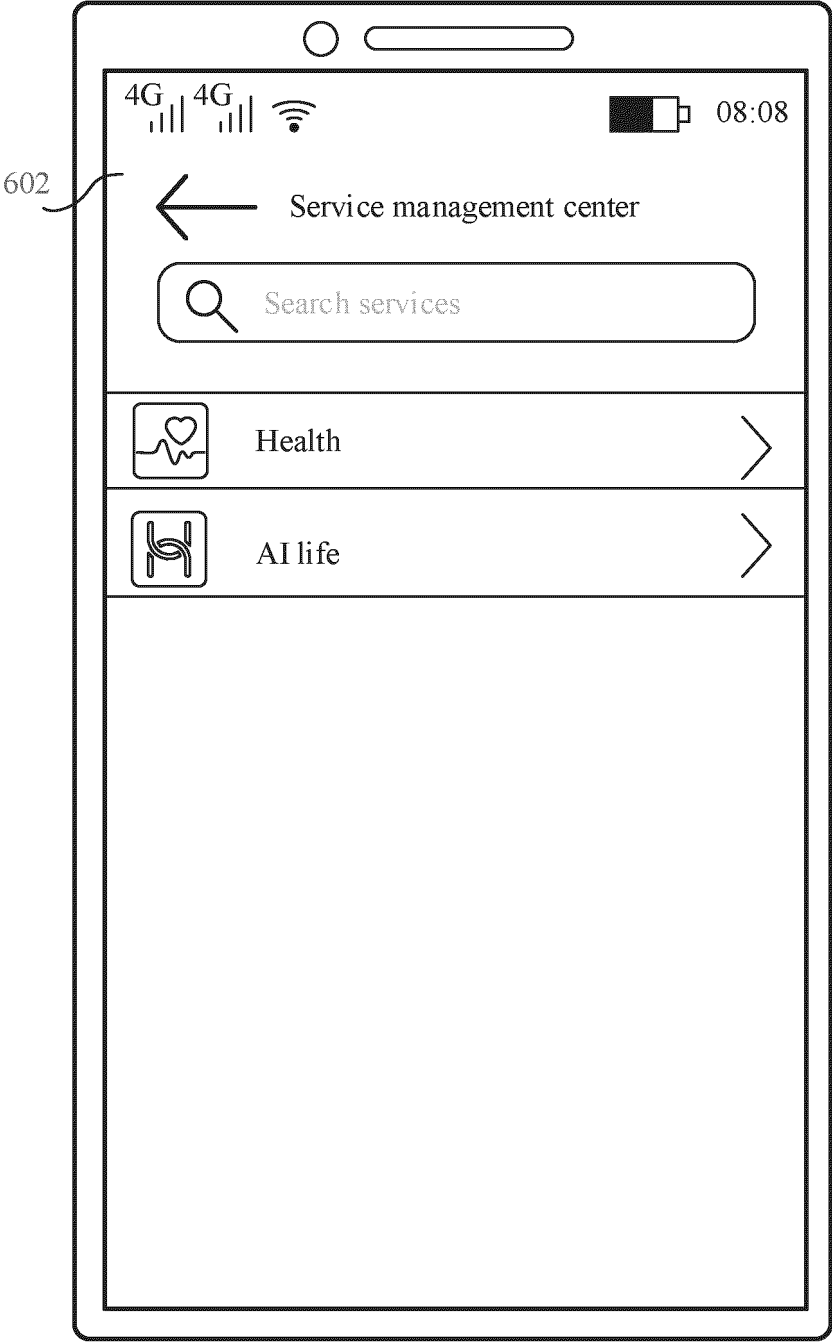 4G 4G 08:08
602
Service management center
Search services
Health
AI life